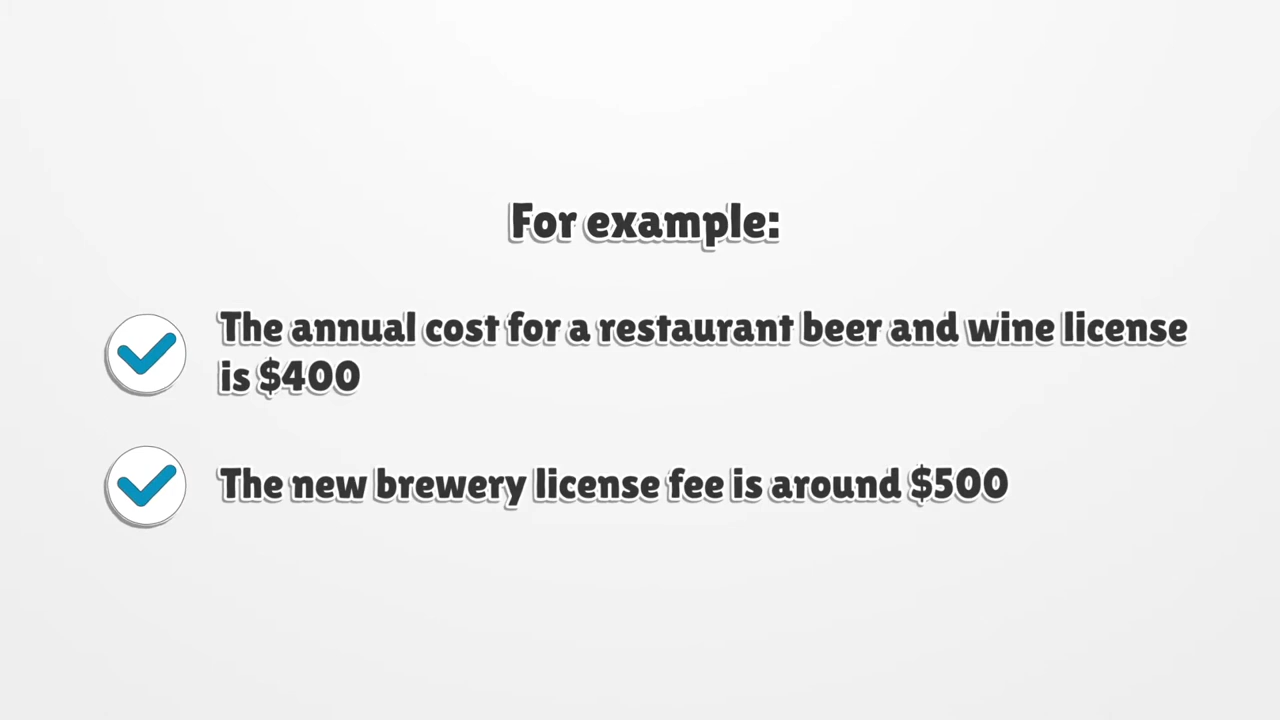 For example:
The annual cost for a restaurant beer and wine license
is $400
The new brewery license fee is around $500